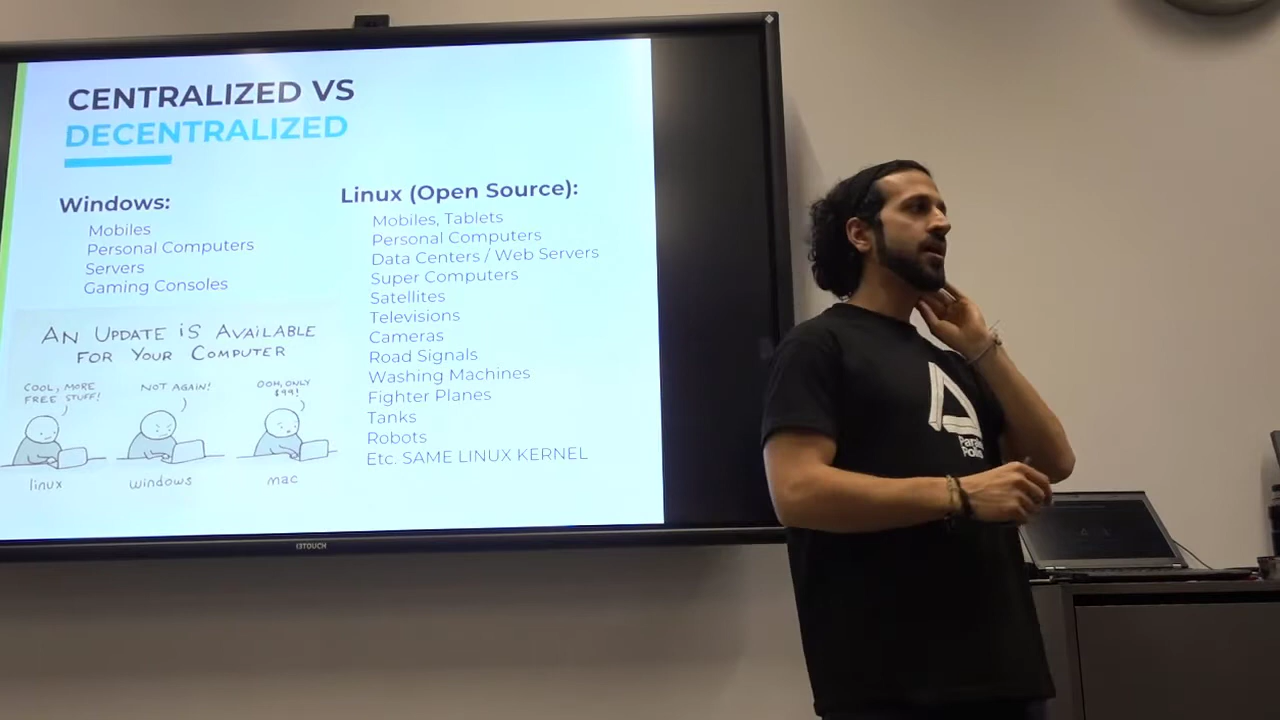 CENTRALIZED VS
DECENTRALIZED
Windows:
Mobiles
Personal Computers
Servers
Gaming Consoles
Linux (Open Source):
Mobiles, Tablets
Personal Computers
Data Centers / Web Servers
Super Computers
Satellites
Televisions
Cameras
Road Signals
Washing Machines
Fighter Planes
Tanks
Robots
Etc. SAME LINUX KERNEL
AN UPDATE IS AVAILABLE
FOR YOUR COMPUTER
COOL, MORE
FREE STUFF!
NOT AGAIN!
OOH, ONLY
$99!
linux
windows
mac
i3TOUCH
Polis